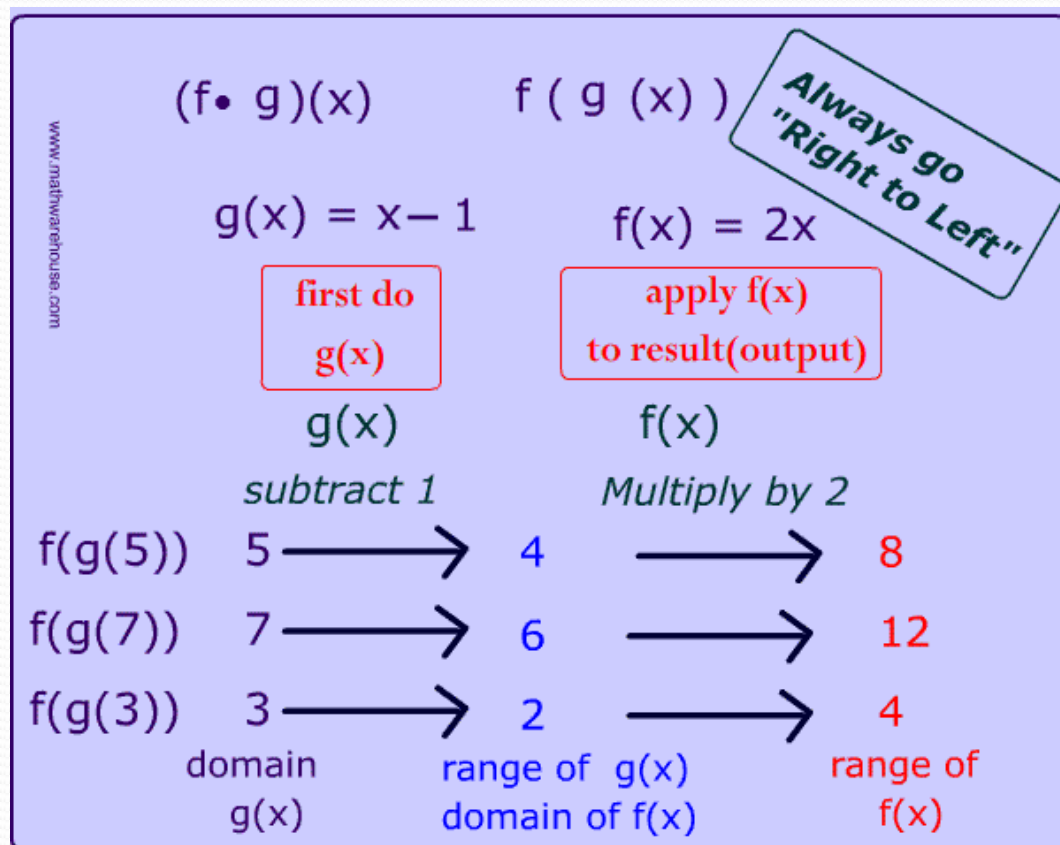 (f• g)(x) f ( g (x) )
Always go
"Right to Left"
www.mathwarehouse.com
g(x) = x− 1 f(x) = 2x
first do
g(x)
apply f(x)
to result(output)
g(x) f(x)
subtract 1 Multiply by 2
f(g(5)) 5 4 8
f(g(7)) 7 6 12
f(g(3)) 3 2 4
domain
g(x)
range of g(x)
domain of f(x)
range of
f(x)